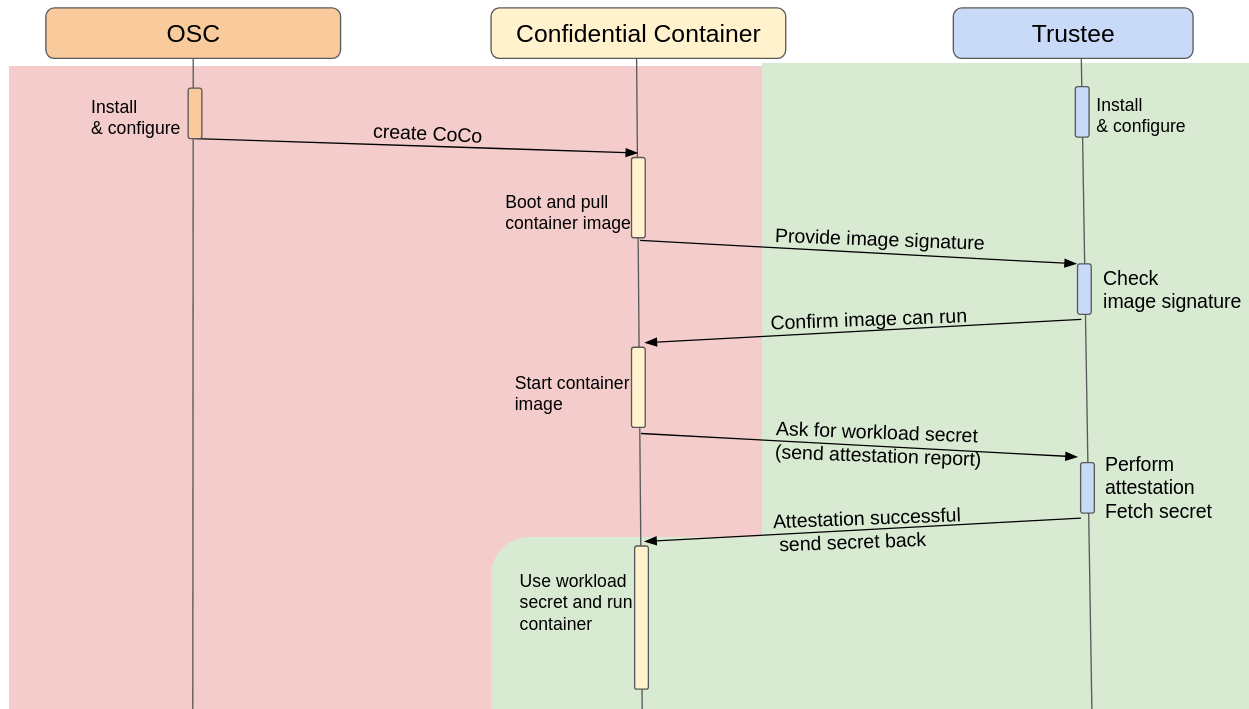 OSC
Confidential Container
Trustee
Install
& configure
Install
& configure
create CoCo
Boot and pull
container image
Provide image signature
Check
image signature
Confirm image can run
Start container
image
Ask for workload secret
(send attestation report)
Perform
attestation
Fetch secret
Attestation successful
send secret back
Use workload
secret and run
container